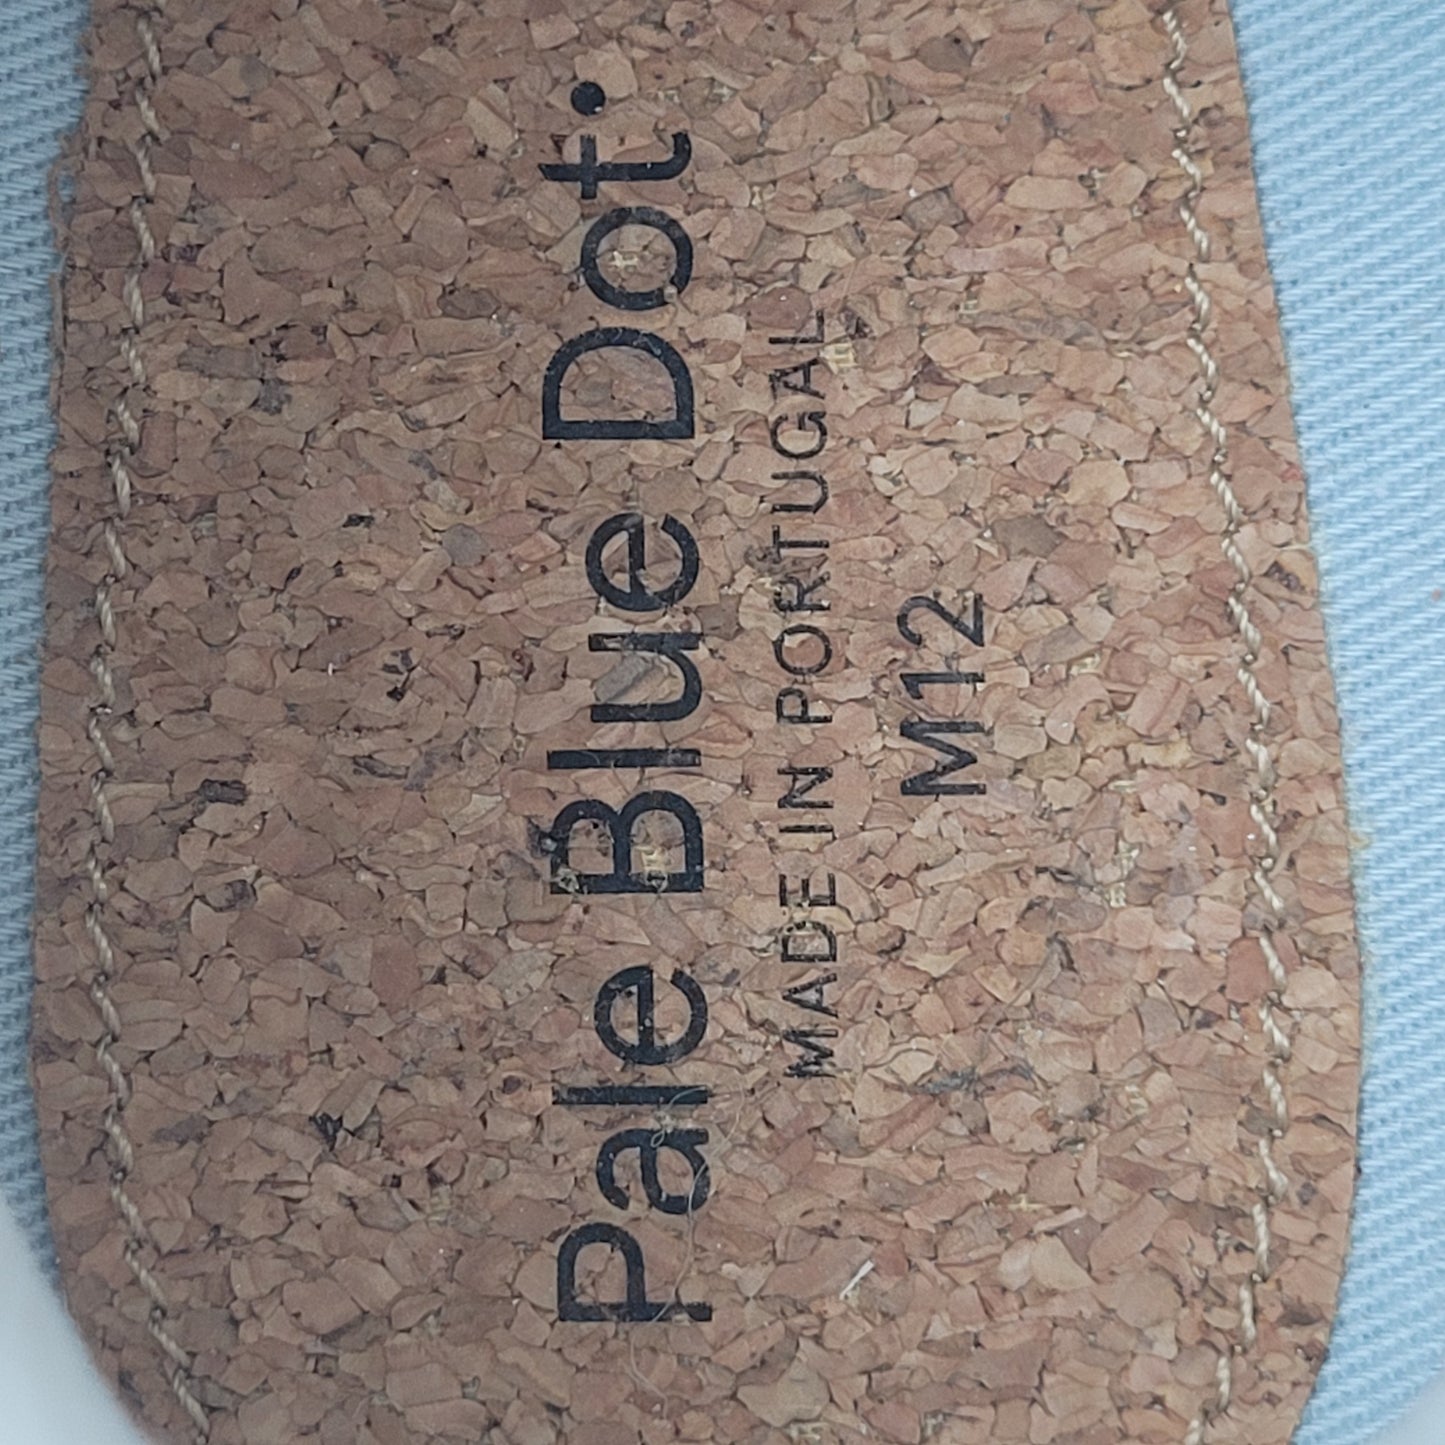 Pale Blue Dot.
MADE IN PORTUGAL
M12